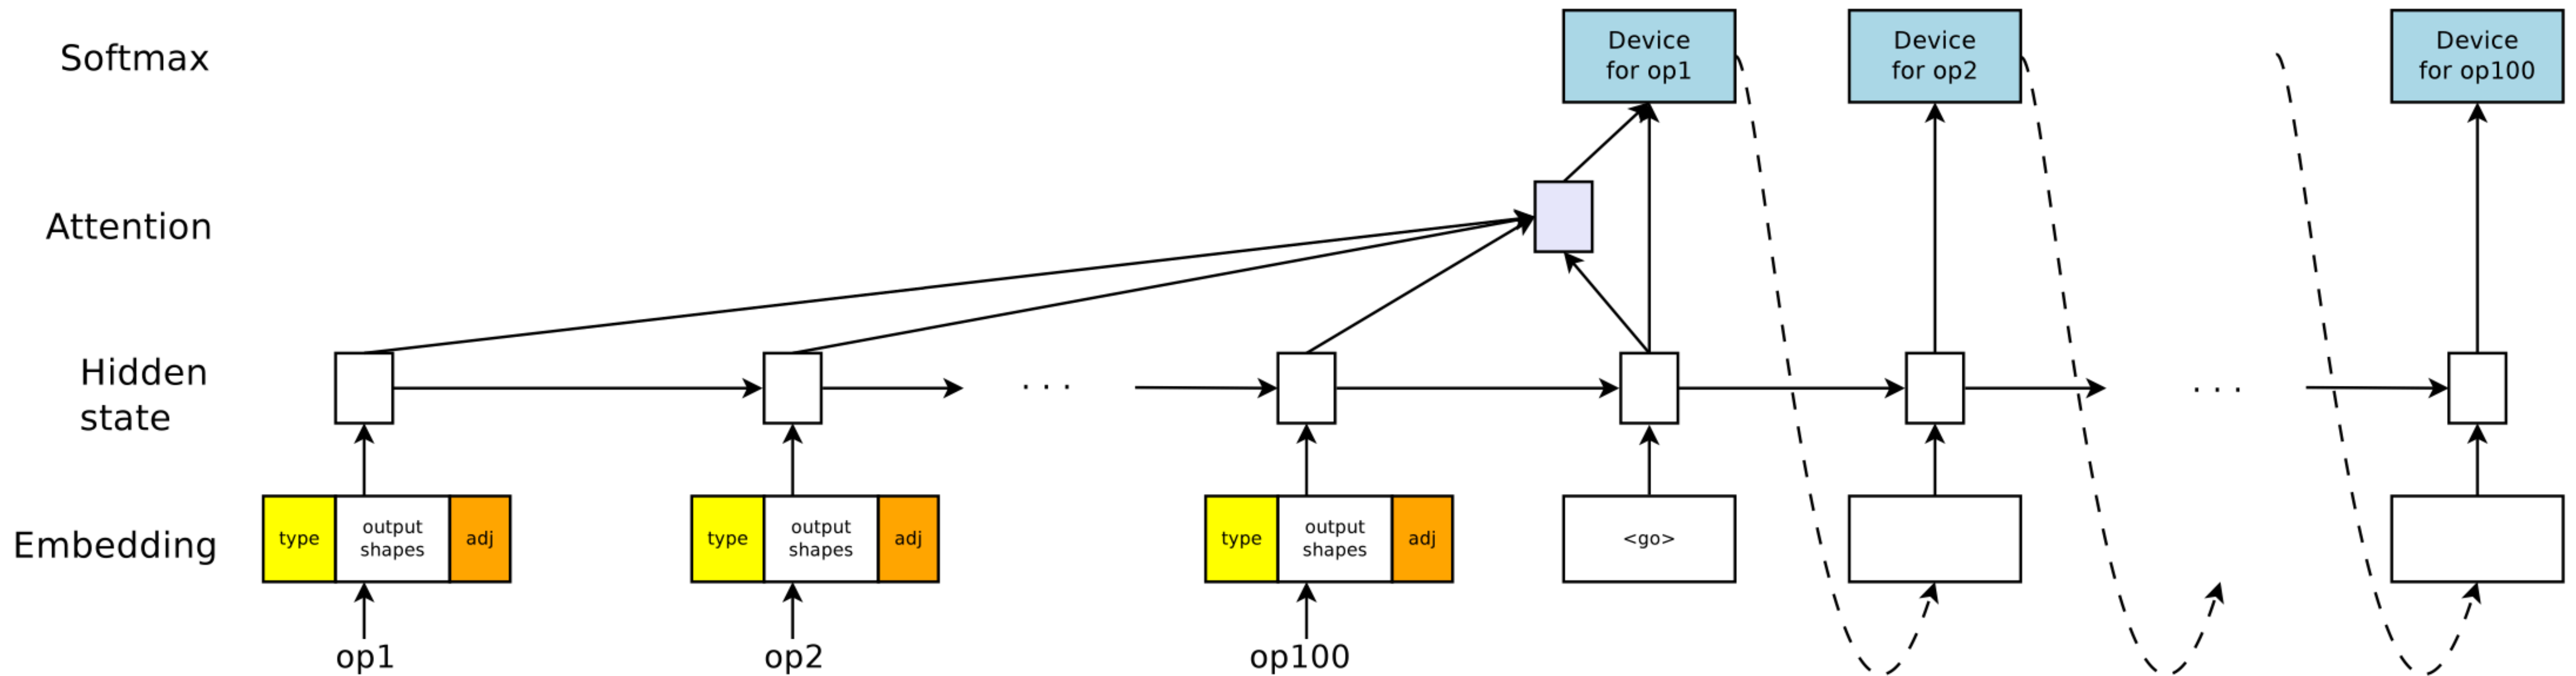 Softmax
Device
for op1
Device
for op2
Device
for op100
Attention
Hidden
state
. . .
. . .
Embedding
type
output
shapes
adj
type
output
shapes
adj
type
output
shapes
adj
<go>
op1
op2
op100